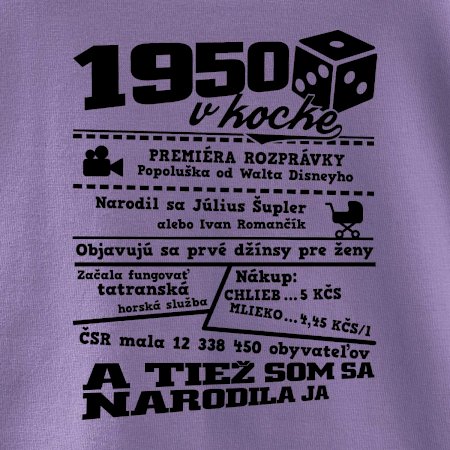 1950
v kocke
PREMIÉRA ROZPRÁVKY
Popoluška od Walta Disneyho
Narodil sa Július Šupler
alebo Ivan Romančík
Objavujú sa prvé džínsy pre ženy
Začala fungovať
tatranská
horská služba
Nákup:
CHLIEB...5 KČS
MLIEKO...4,45 KČS/l
ČSR mala 12 338 450 obyvateľov
A TIEŽ SOM SA
NARODILA JA